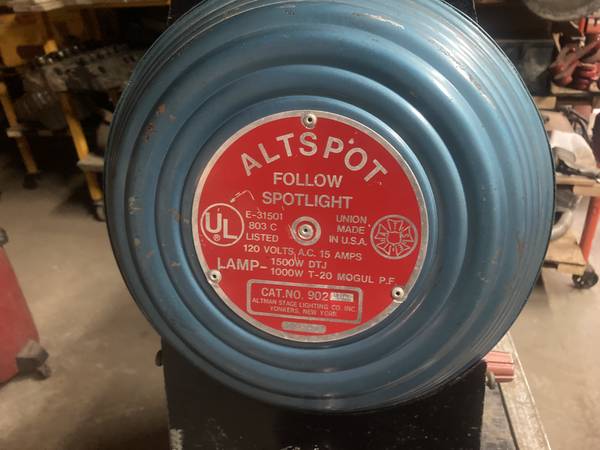 ALTSPOT
FOLLOW
SPOTLIGHT
UL
E-31501
803 C
LISTED
UNION
MADE
IN U.S.A.
120 VOLTS A.C. 15 AMPS
LAMP- 1500W DTJ
1000W T-20 MOGUL P.F.
CAT.NO. 902
ALTMAN STAGE LIGHTING CO. INC.
YONKERS, NEW YORK